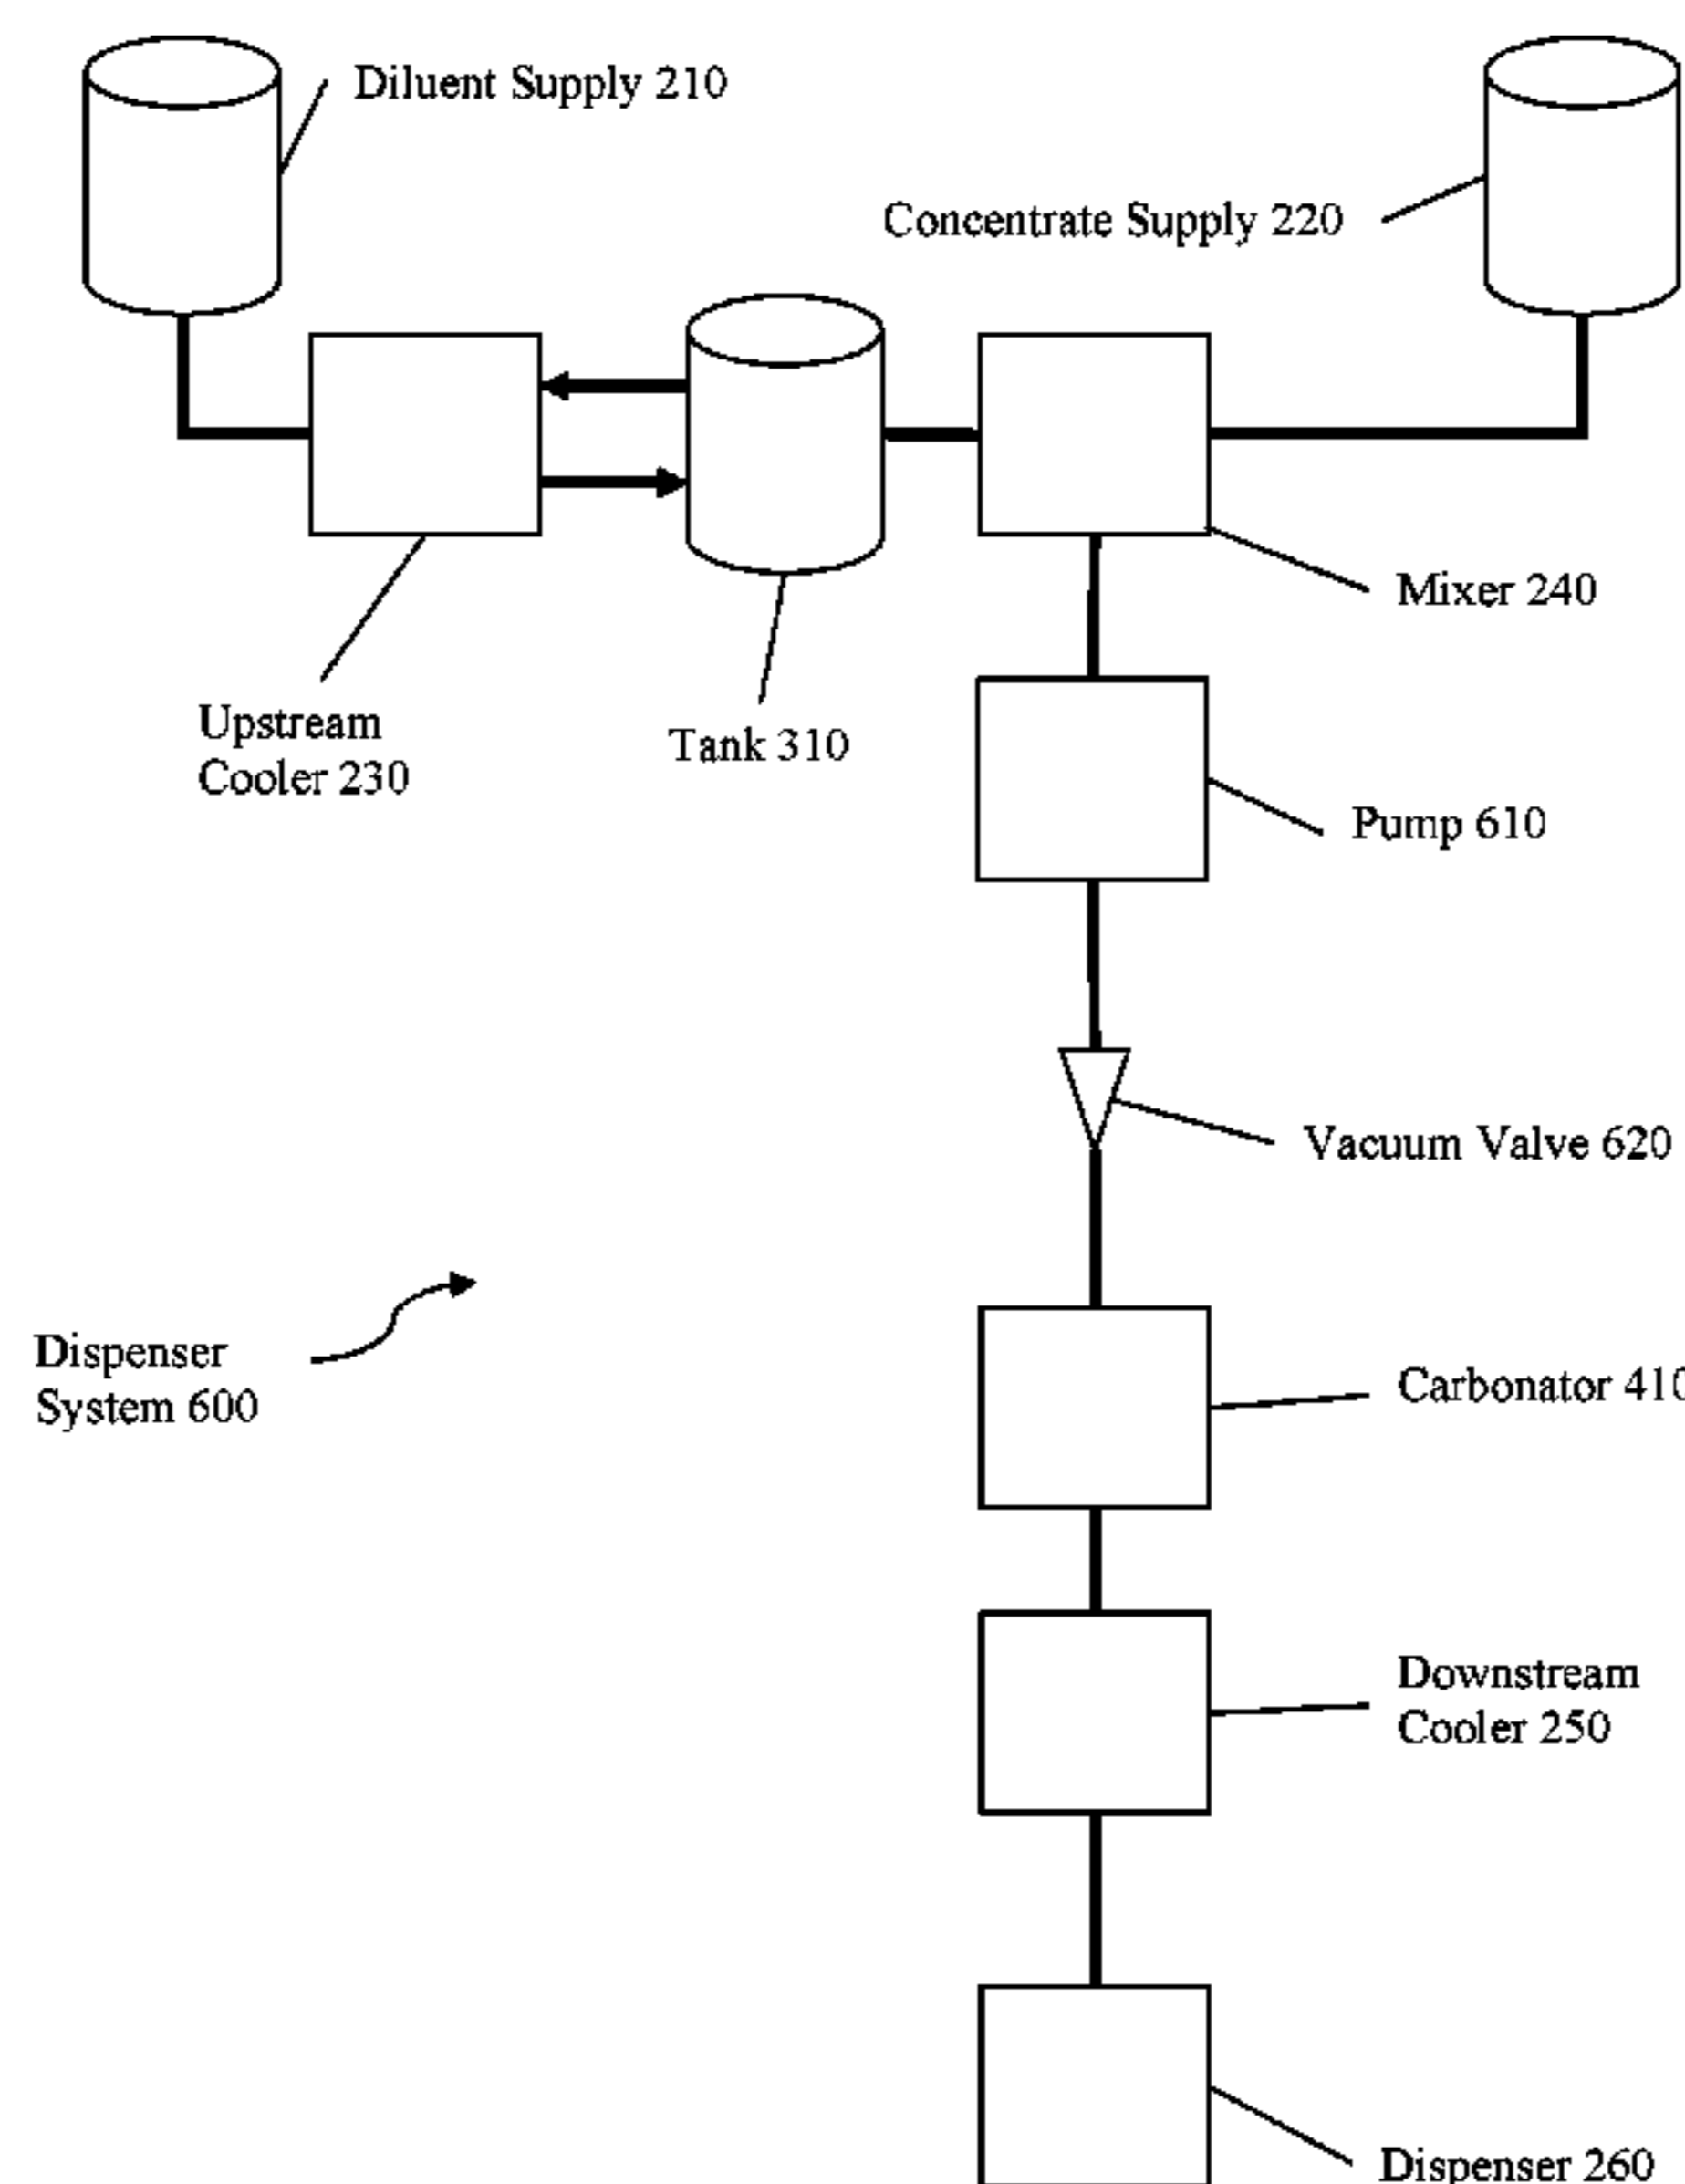 Diluent Supply 210
Concentrate Supply 220
Mixer 240
Upstream
Cooler 230
Tank 310
Pump 610
Vacuum Valve 620
Dispenser
System 600
Carbonator 410
Downstream
Cooler 250
Dispenser 260